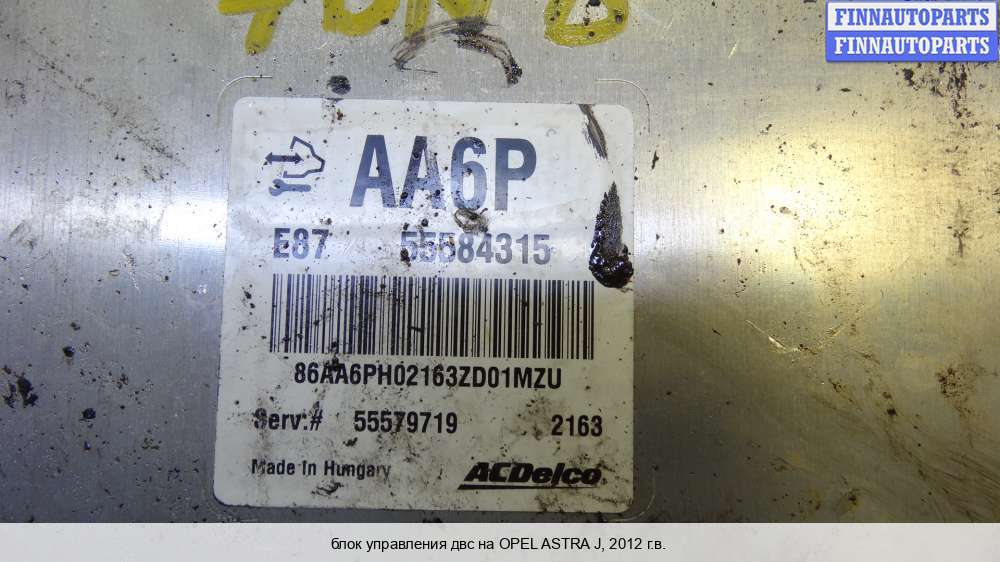 FINNAUTOPARTS
FINNAUTOPARTS
AA6P
E87 55584315
86AA6PH02163ZD01MZU
Serv.# 55579719 2163
Made In Hungary ACDelco
блок управления двс на OPEL ASTRA J, 2012 г.в.